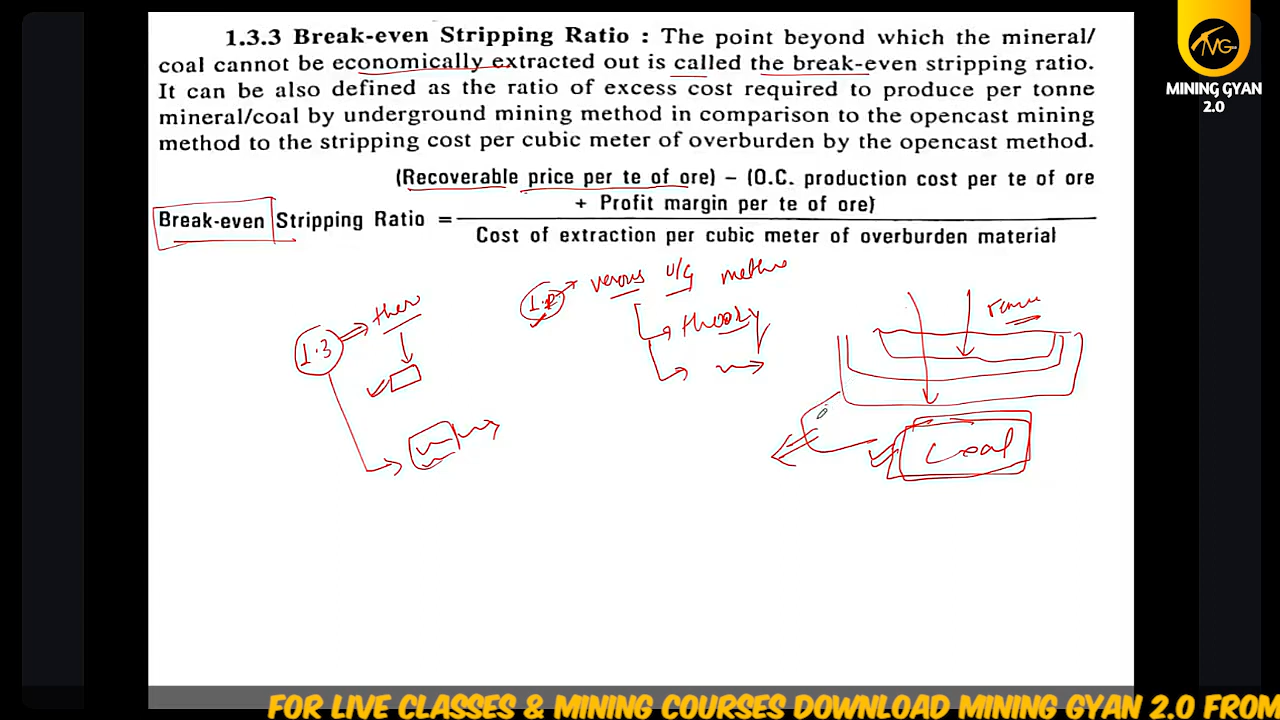 1.3.3 Break-even Stripping Ratio : The point beyond which the mineral/
coal cannot be economically extracted out is called the break-even stripping ratio.
It can be also defined as the ratio of excess cost required to produce per tonne
mineral/coal by underground mining method in comparison to the opencast mining
method to the stripping cost per cubic meter of overburden by the opencast method.
(Recoverable price per te of ore) – (O.C. production cost per te of ore
+ Profit margin per te of ore)
Break-even Stripping Ratio =
Cost of extraction per cubic meter of overburden material
U/G
theory
1.3
Coal
TVG
MINING GYAN
2.0
FOR LIVE CLASSES & MINING COURSES DOWNLOAD MINING GYAN 2.0 FROM